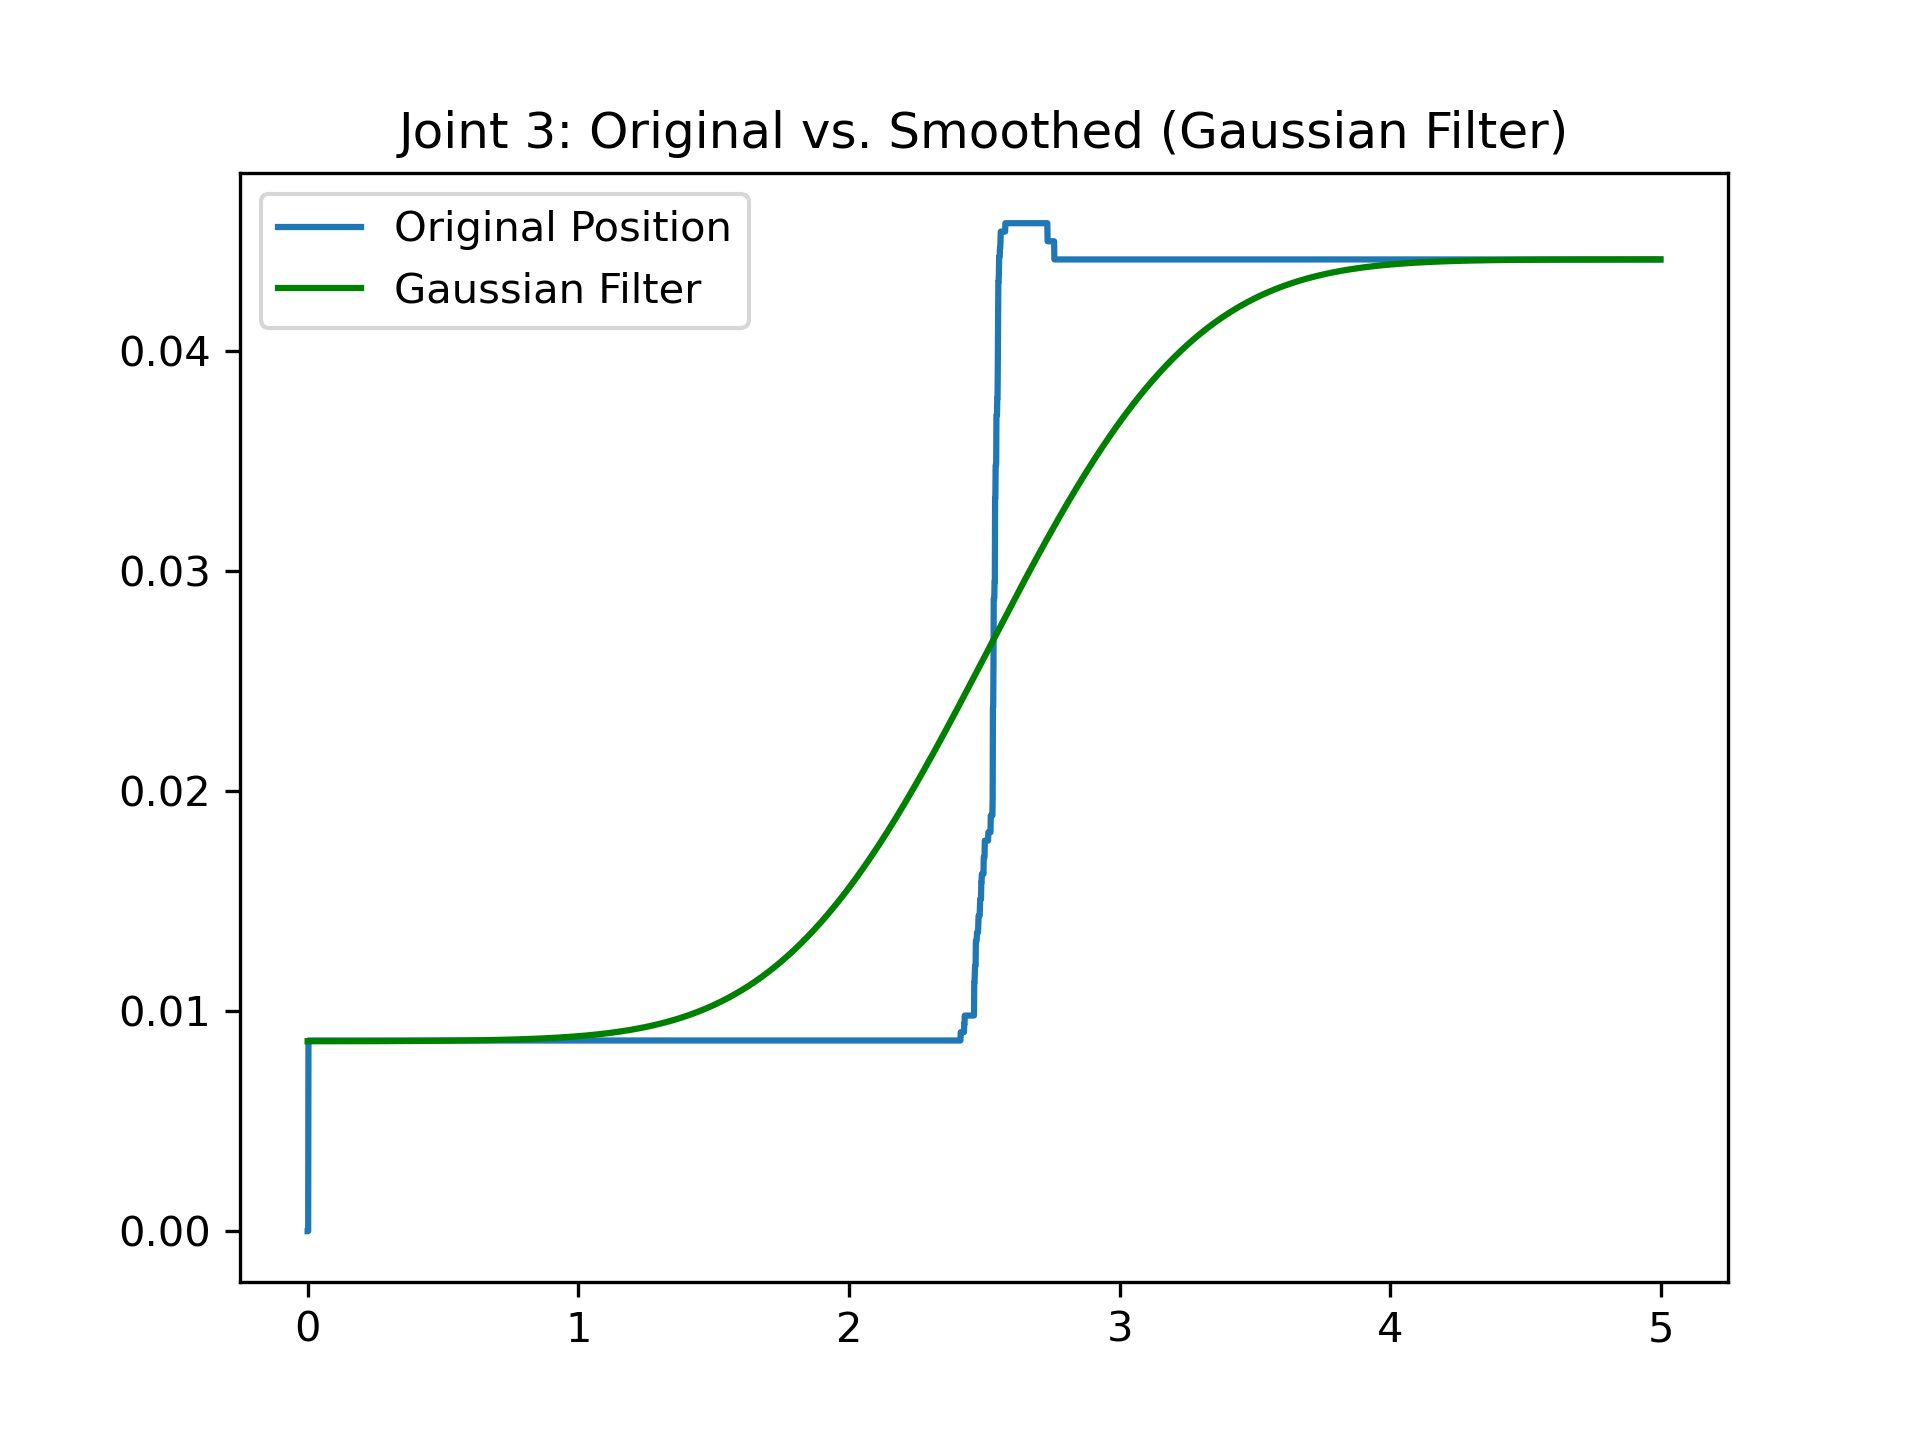 Joint 3: Original vs. Smoothed (Gaussian Filter)
Original Position
Gaussian Filter
0.04
0.03
0.02
0.01
0.00
0 1 2 3 4 5